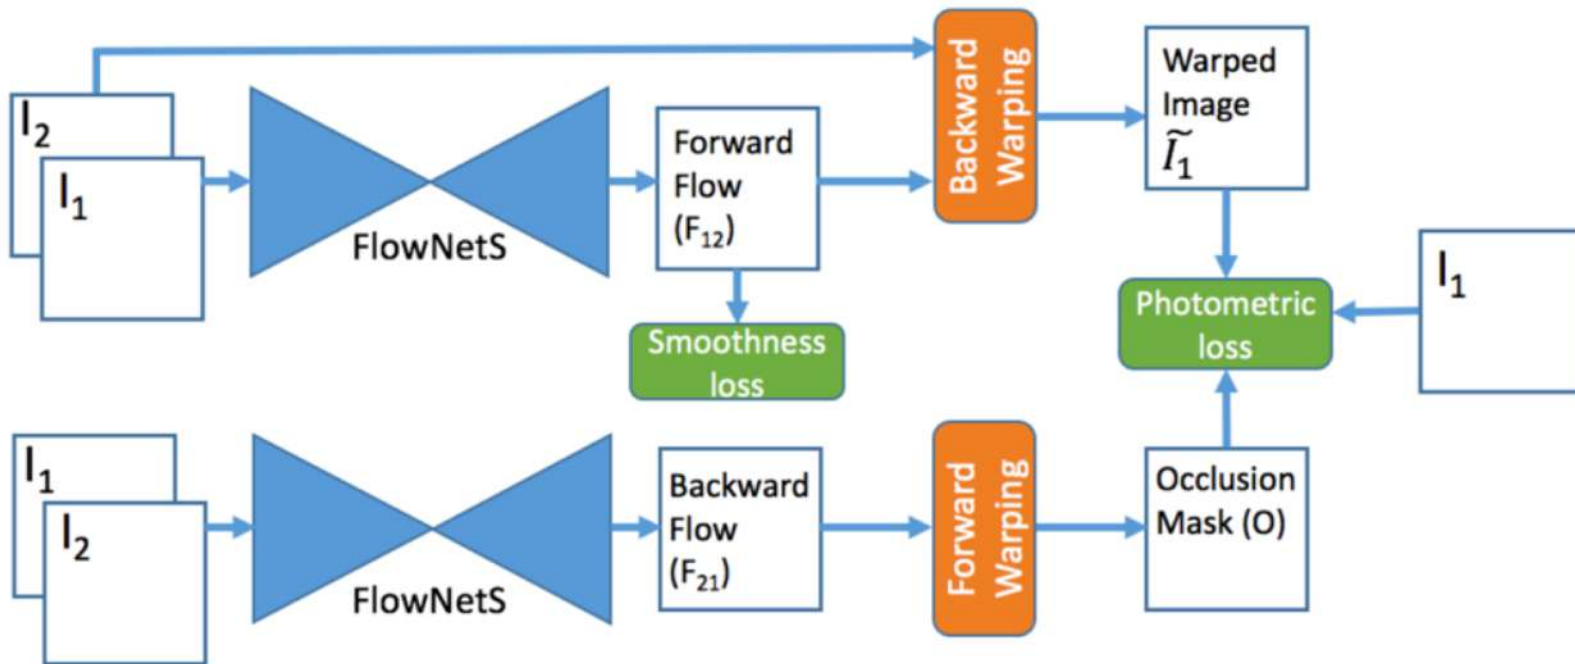 I2
I1
FlowNetS
Forward
Flow
(F12)
Smoothness
loss
Backward
Warping
Warped
Image
Ĩ1
Photometric
loss
I1
I1
I2
FlowNetS
Backward
Flow
(F21)
Forward
Warping
Occlusion
Mask (O)